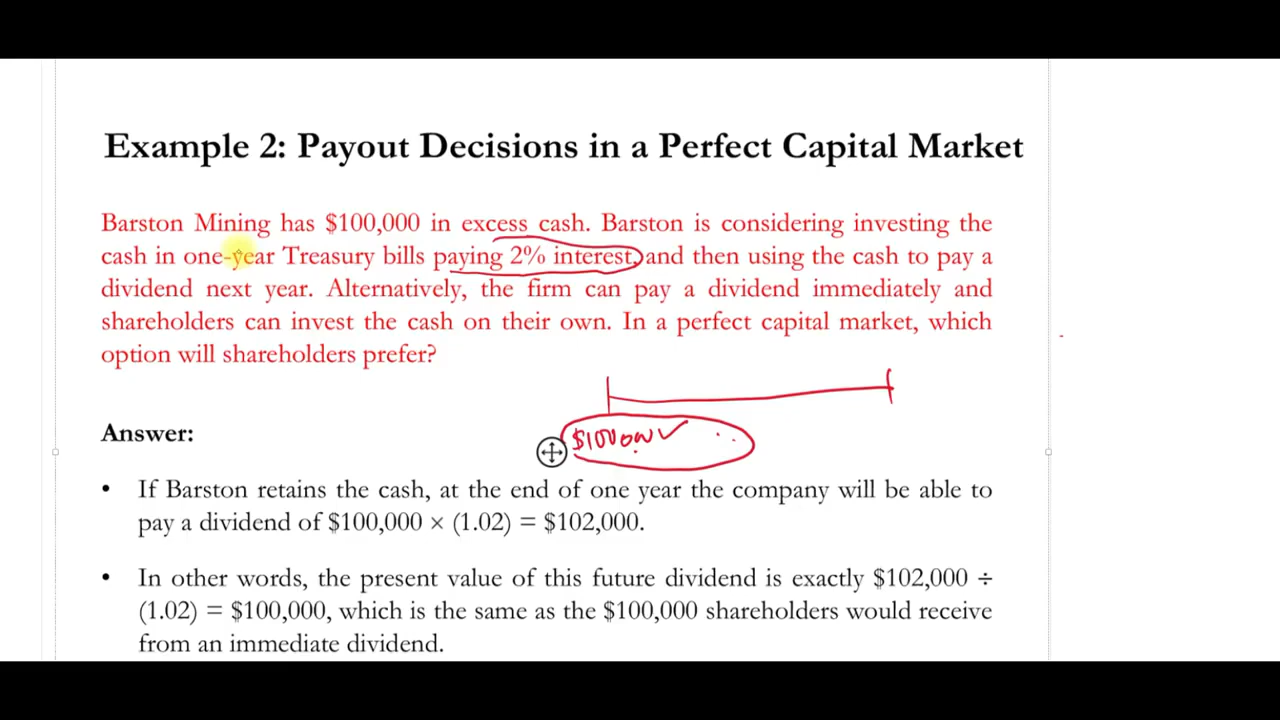 Example 2: Payout Decisions in a Perfect Capital Market
Barston Mining has $100,000 in excess cash. Barston is considering investing the
cash in one-year Treasury bills paying 2% interest, and then using the cash to pay a
dividend next year. Alternatively, the firm can pay a dividend immediately and
shareholders can invest the cash on their own. In a perfect capital market, which
option will shareholders prefer?
Answer:
• If Barston retains the cash, at the end of one year the company will be able to
pay a dividend of $100,000 × (1.02) = $102,000.
• In other words, the present value of this future dividend is exactly $102,000 ÷
(1.02) = $100,000, which is the same as the $100,000 shareholders would receive
from an immediate dividend.